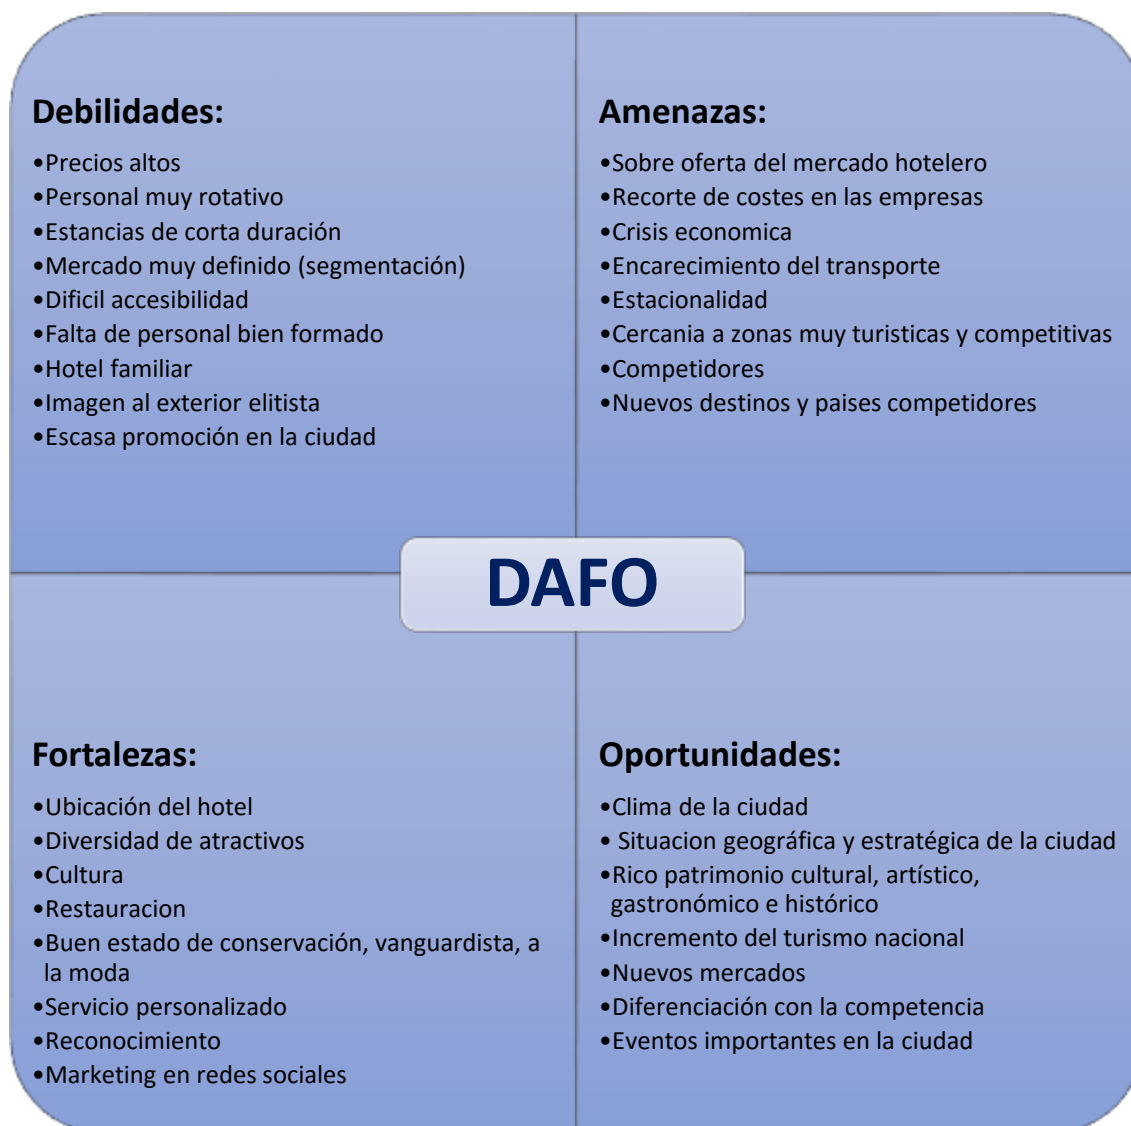 Debilidades:
•Precios altos
•Personal muy rotativo
•Estancias de corta duración
•Mercado muy definido (segmentación)
•Dificil accesibilidad
•Falta de personal bien formado
•Hotel familiar
•Imagen al exterior elitista
•Escasa promoción en la ciudad
Amenazas:
•Sobre oferta del mercado hotelero
•Recorte de costes en las empresas
•Crisis economica
•Encarecimiento del transporte
•Estacionalidad
•Cercania a zonas muy turisticas y competitivas
•Competidores
•Nuevos destinos y paises competidores
DAFO
Fortalezas:
•Ubicación del hotel
•Diversidad de atractivos
•Cultura
•Restauracion
•Buen estado de conservación, vanguardista, a
la moda
•Servicio personalizado
•Reconocimiento
•Marketing en redes sociales
Oportunidades:
•Clima de la ciudad
• Situacion geográfica y estratégica de la ciudad
•Rico patrimonio cultural, artístico,
gastronómico e histórico
•Incremento del turismo nacional
•Nuevos mercados
•Diferenciación con la competencia
•Eventos importantes en la ciudad